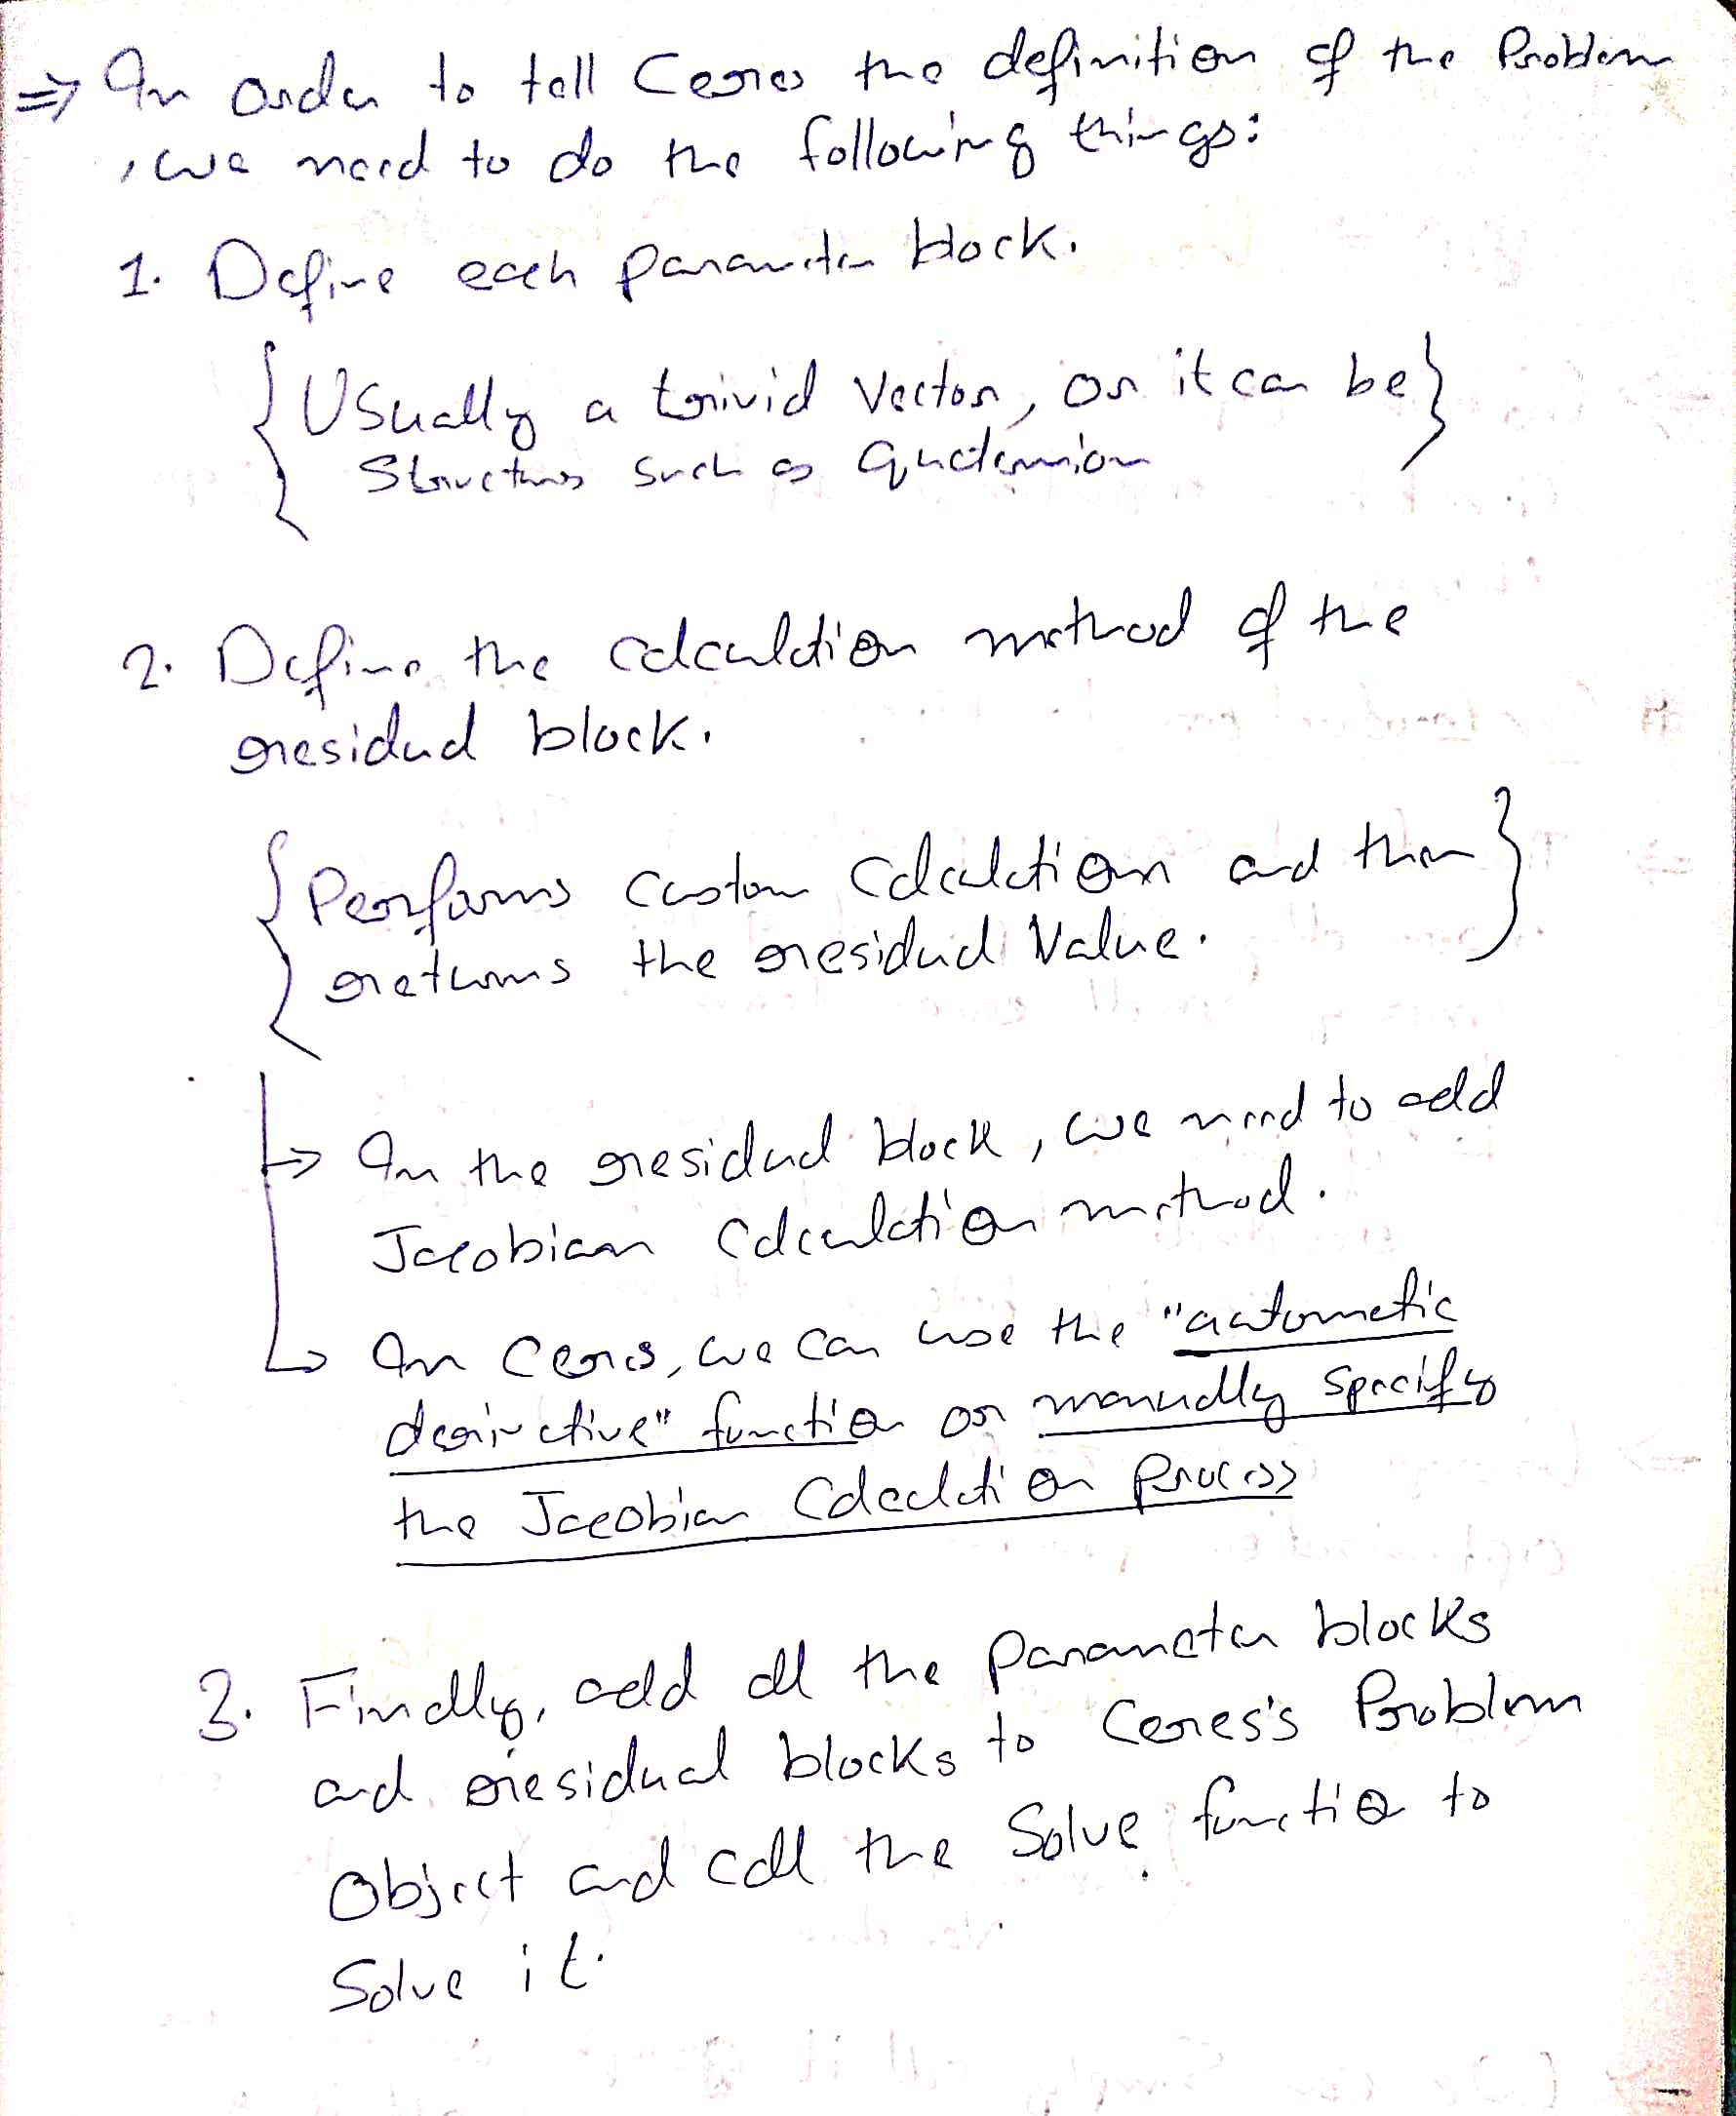 ⇒ In order to tell Ceres the definition of the Problem
, we need to do the following things:
1. Define each parameter block.
{Usually a trivial vector, or it can be}
Structures such as Quaternion
2. Define the calculation method of the
residual block.
{Performs custom calculations and then}
returns the residual value.
→ In the residual block, we need to add
Jacobian calculation method.
↳ In Ceres, we can use the "automatic
derivative" function or manually specify
the Jacobian Calculation Process
3. Finally, add all the parameter blocks
and residual blocks to Ceres's Problem
Object and call the Solve function to
Solve it.